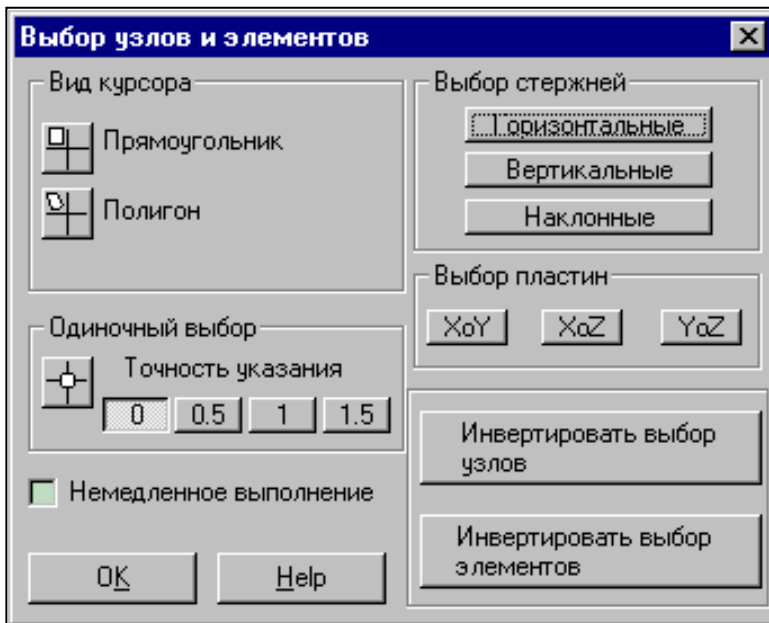 Выбор узлов и элементов
Вид курсора
Прямоугольник
Полигон
Одиночный выбор
Точность указания
0 0.5 1 1.5
Немедленное выполнение
OK Help
Выбор стержней
Горизонтальные
Вертикальные
Наклонные
Выбор пластин
XoY XoZ YoZ
Инвертировать выбор
узлов
Инвертировать выбор
элементов